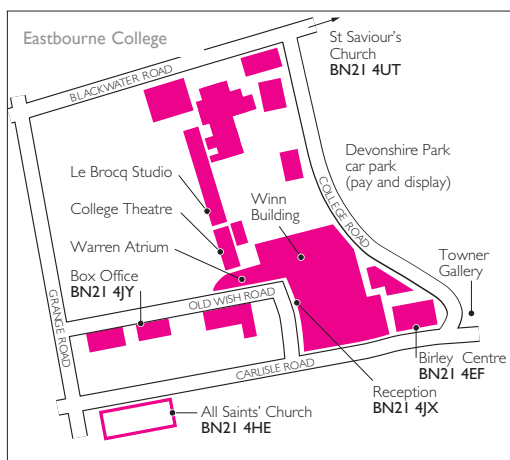 Eastbourne College
St Saviour's
Church
BN21 4UT
BLACKWATER ROAD
Devonshire Park
car park
(pay and display)
Le Brocq Studio
College Theatre
Winn
Building
Warren Atrium
COLLEGE ROAD
Box Office
BN21 4JY
Towner
Gallery
GRANGE ROAD
OLD WISH ROAD
CARLISLE ROAD
Birley Centre
BN21 4EF
Reception
BN21 4JX
All Saints' Church
BN21 4HE